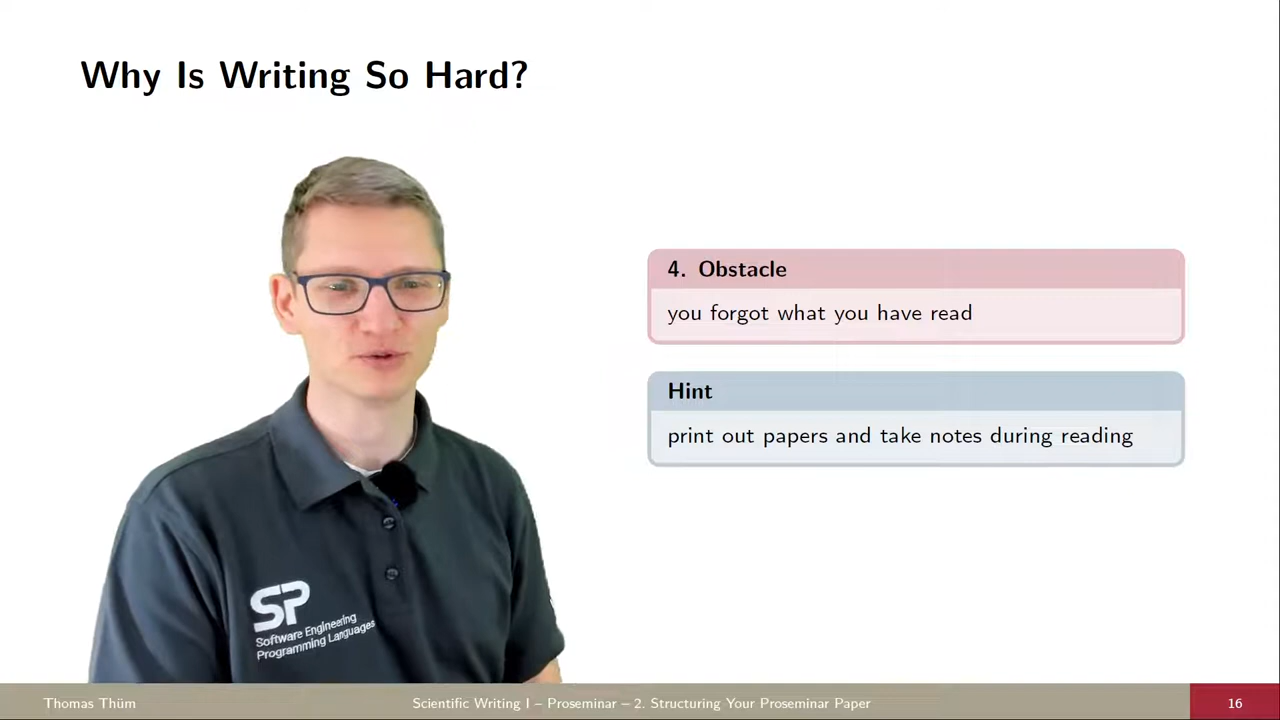 Why Is Writing So Hard?
4. Obstacle
you forgot what you have read
Hint
print out papers and take notes during reading
SP
Software Engineering
Programming Languages
Thomas Thüm
Scientific Writing I – Proseminar – 2. Structuring Your Proseminar Paper
16